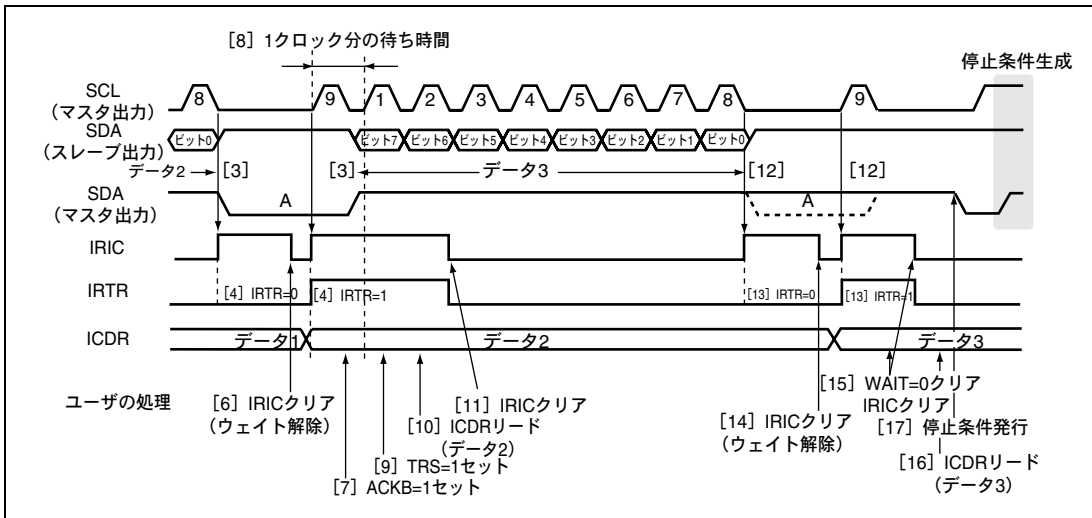 [8] 1クロック分の待ち時間
停止条件生成
SCL
（マスタ出力）
8 9 1 2 3 4 5 6 7 8 9
SDA
（スレーブ出力）
ビット0 ビット7 ビット6 ビット5 ビット4 ビット3 ビット2 ビット1 ビット0
データ2 [3] [3] データ3 [12] [12]
SDA
（マスタ出力）
A A
IRIC
IRTR
[4] IRTR=0 [4] IRTR=1 [13] IRTR=0 [13] IRTR=1
ICDR
データ1 データ2 データ3
ユーザの処理
[6] IRICクリア
（ウェイト解除）
[11] IRICクリア
[10] ICDRリード
（データ2）
[9] TRS=1セット
[7] ACKB=1セット
[14] IRICクリア
（ウェイト解除）
[15] WAIT=0クリア
IRICクリア
[17] 停止条件発行
[16] ICDRリード
（データ3）